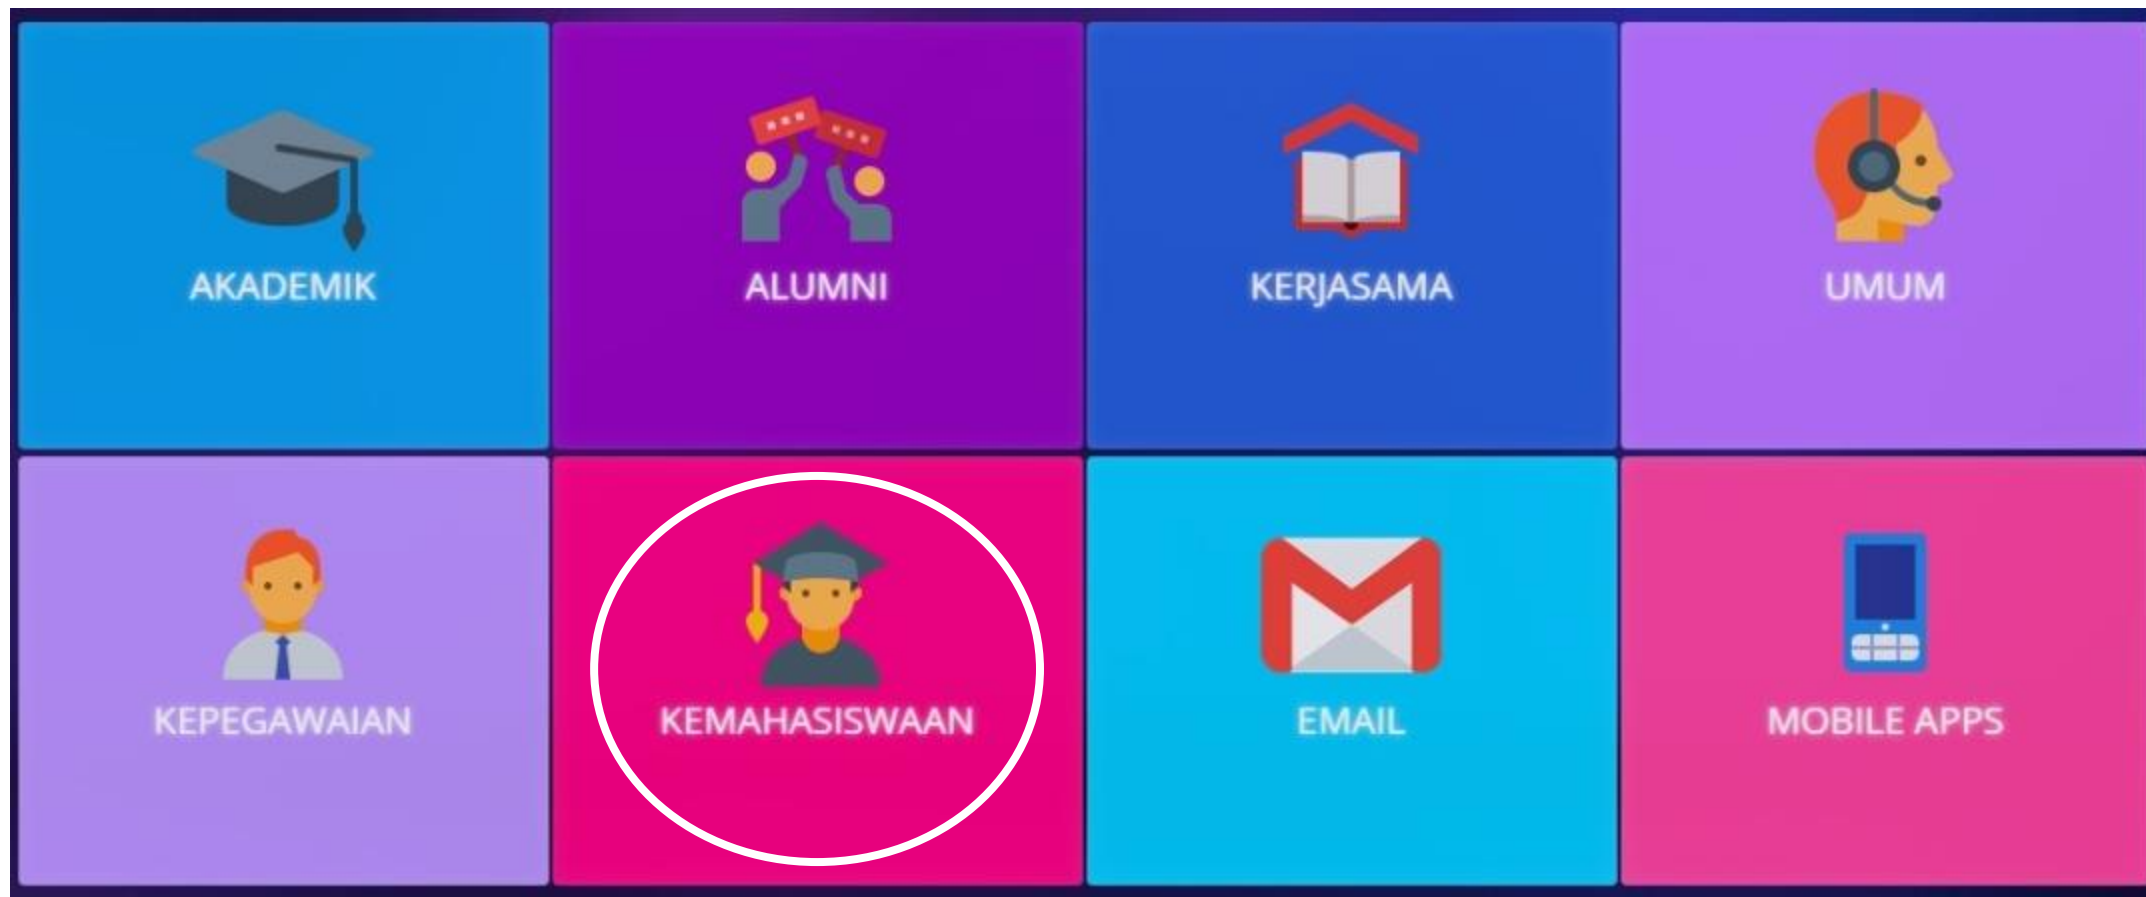 AKADEMIK
ALUMNI
KERJASAMA
UMUM
KEPEGAWAIAN
KEMAHASISWAAN
EMAIL
MOBILE APPS